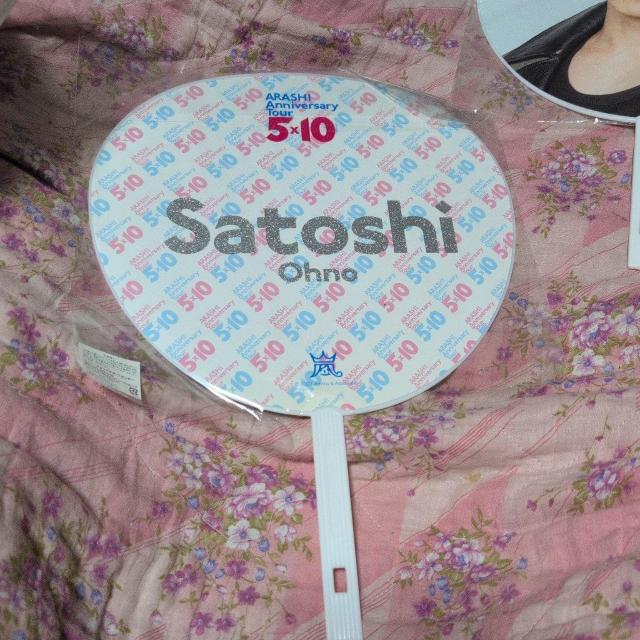 ARASHI
Anniversary
Tour
5×10
Satoshi
Ohno
嵐